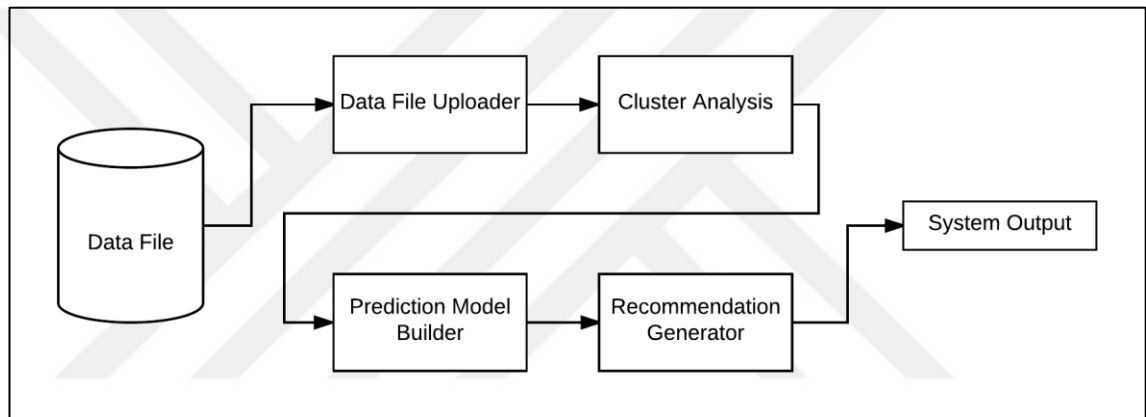 Data File Uploader
Cluster Analysis
Data File
System Output
Prediction Model
Builder
Recommendation
Generator